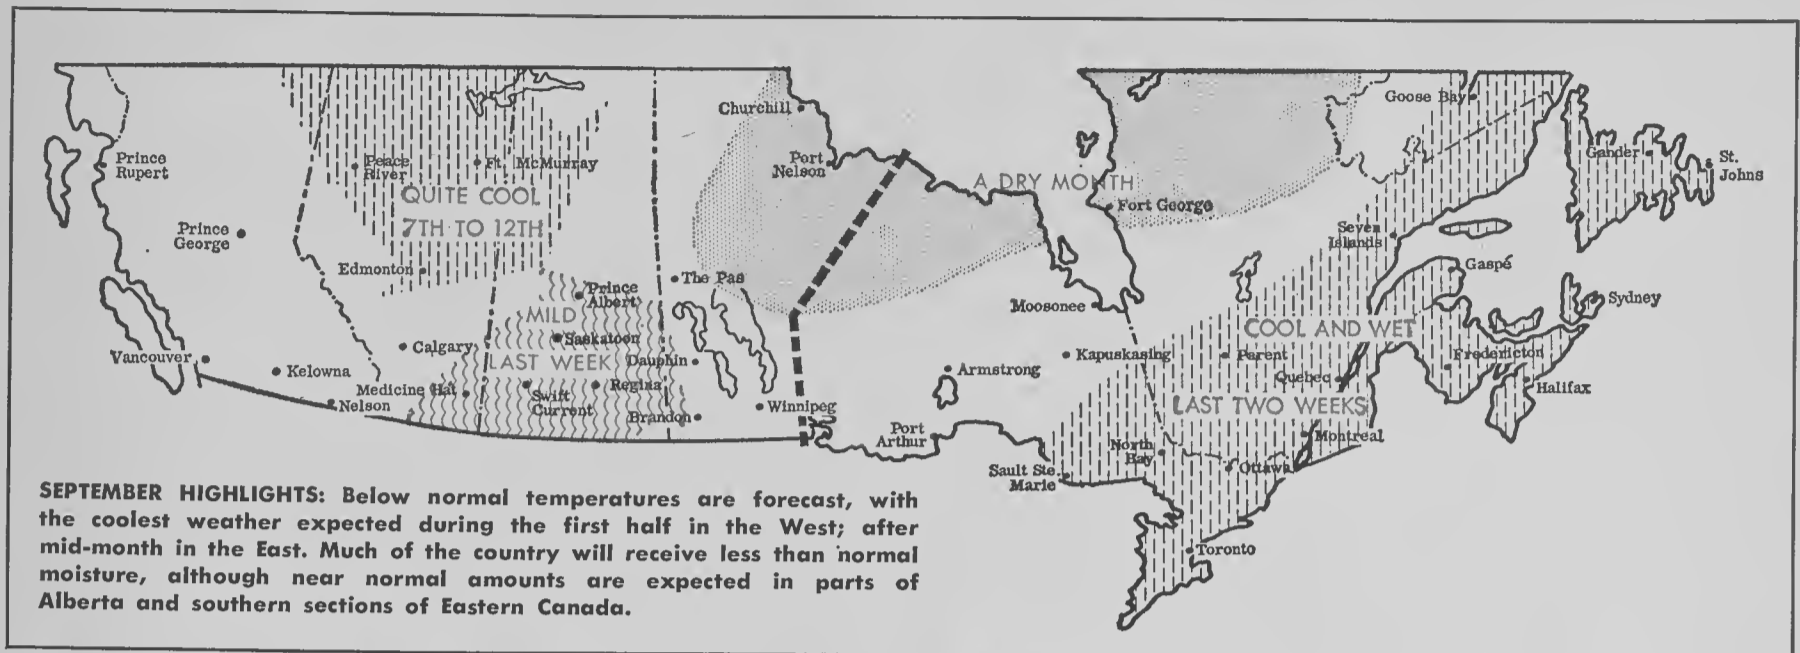 Churchill
Goose Bay
Prince
Rupert
Peace
River
Ft. McMurray
Port
Nelson
A DRY MONTH
Gander
St.
Johns
QUITE COOL
7TH TO 12TH
Fort George
Prince
George
Seven
Islands
Edmonton
The Pas
Gaspé
Prince
Albert
Moosonee
Sydney
MILD
COOL AND WET
Saskatoon
Vancouver
Calgary
LAST WEEK
Dauphin
Kapuskasing
Parent
Fredericton
Kelowna
Armstrong
Quebec
Medicine Hat
Swift
Current
Regina
Halifax
Nelson
Brandon
Winnipeg
LAST TWO WEEKS
Port
Arthur
North
Bay
Montreal
Sault Ste.
Marie
Ottawa
Toronto
SEPTEMBER HIGHLIGHTS: Below normal temperatures are forecast, with
the coolest weather expected during the first half in the West; after
mid-month in the East. Much of the country will receive less than normal
moisture, although near normal amounts are expected in parts of
Alberta and southern sections of Eastern Canada.